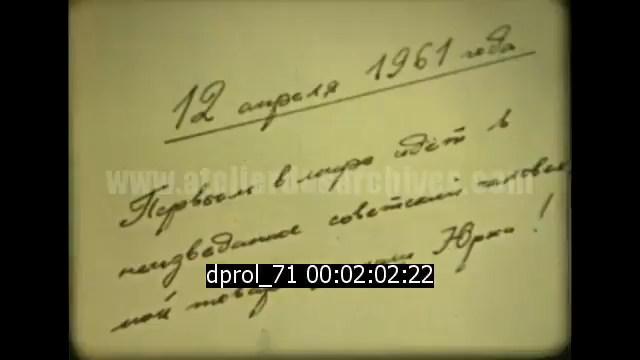 12 апреля 1961 года
Первым в мире идёт в
неизведанное советский человек
мой
Юрка!
www.atelierdesarchives.com
dprol_71 00:02:02:22